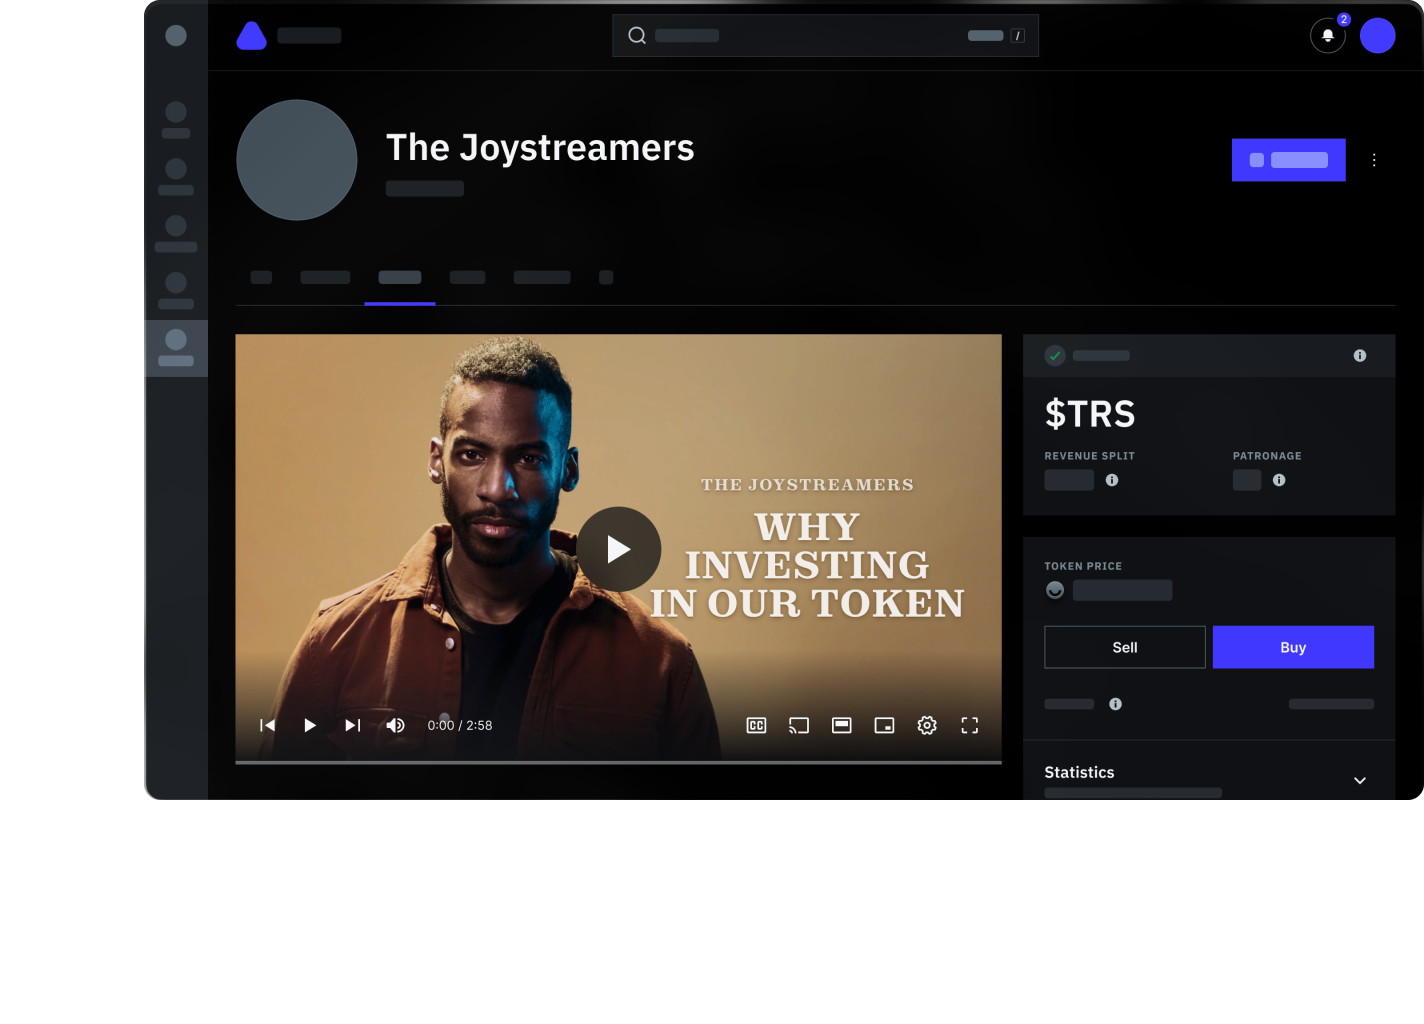 /
2
The Joystreamers
THE JOYSTREAMERS
WHY
INVESTING
IN OUR TOKEN
CC
0:00 / 2:58
$TRS
REVENUE SPLIT
PATRONAGE
TOKEN PRICE
Sell
Buy
Statistics